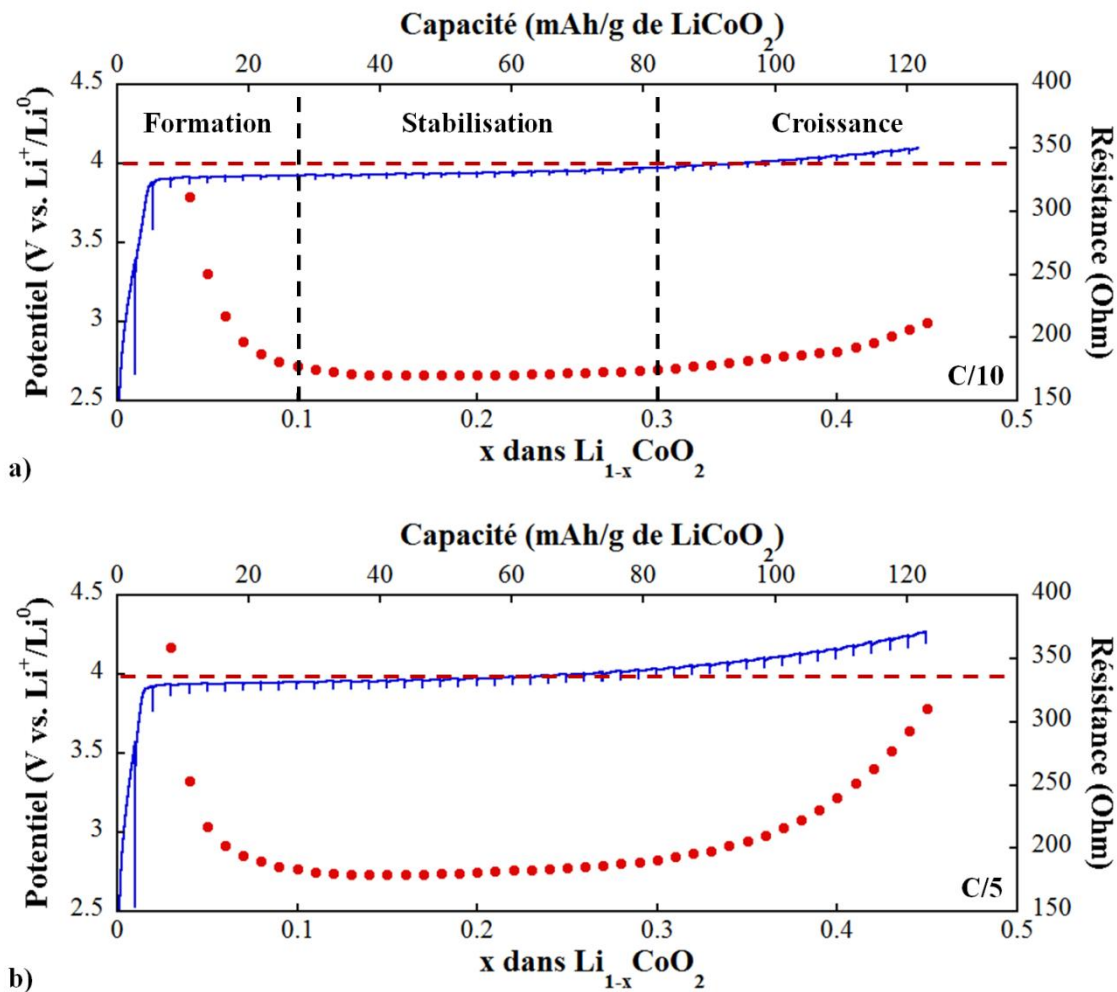 Capacité (mAh/g de LiCoO2)
0 20 40 60 80 100 120
4.5 400
Formation Stabilisation Croissance
4 350
3.5 300
250
3 200
2.5 150
Potentiel (V vs. Li+/Li0)
Résistance (Ohm)
C/10
0 0.1 0.2 0.3 0.4 0.5
x dans Li1-xCoO2
a)
Capacité (mAh/g de LiCoO2)
0 20 40 60 80 100 120
4.5 400
4 350
3.5 300
250
3 200
2.5 150
Potentiel (V vs. Li+/Li0)
Résistance (Ohm)
C/5
0 0.1 0.2 0.3 0.4 0.5
x dans Li1-xCoO2
b)